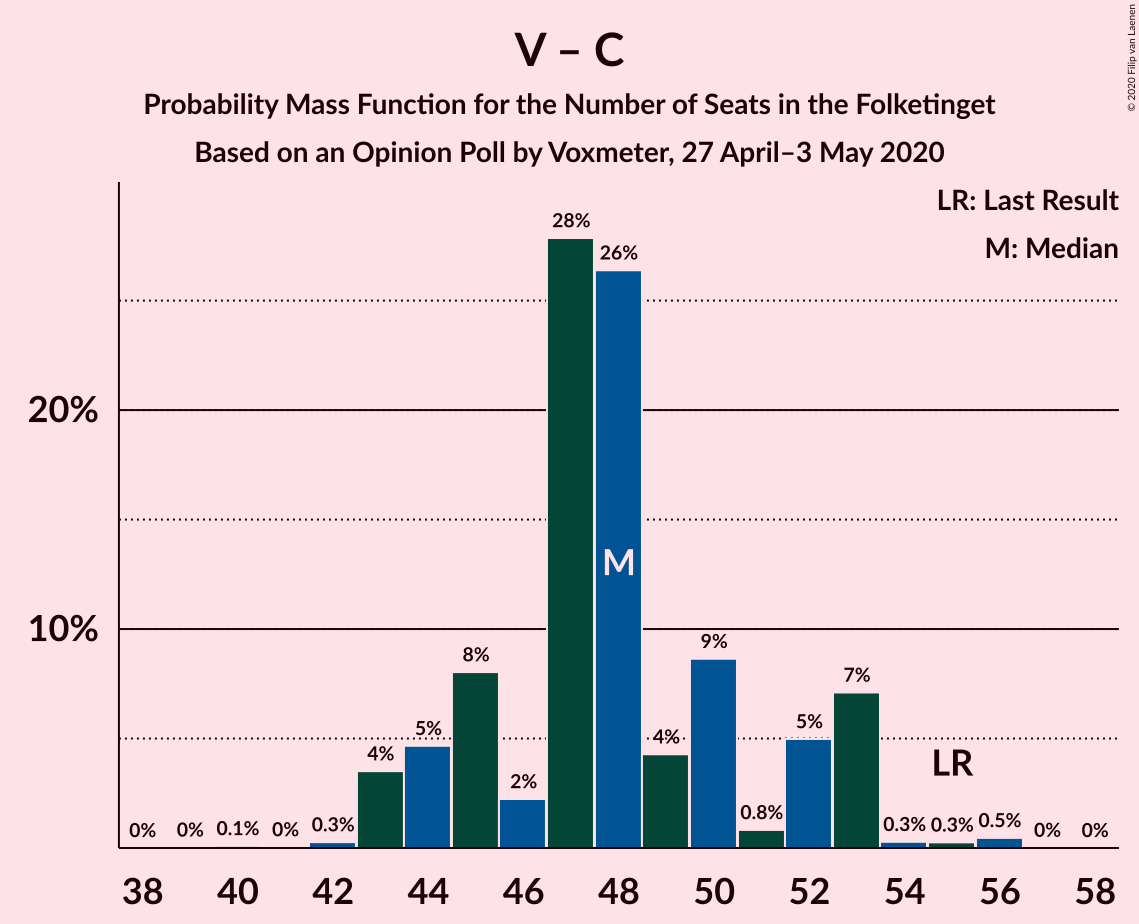 V – C
Probability Mass Function for the Number of Seats in the Folketinget
Based on an Opinion Poll by Voxmeter, 27 April–3 May 2020
© 2020 Filip van Laenen
LR: Last Result
M: Median
28%
26%
20%
M
10%
9%
8%
7%
5%
5%
4%
4%
LR
2%
0%
0%
0.1%
0%
0.3%
0.8%
0.3%
0.3%
0.5%
0%
0%
38 40 42 44 46 48 50 52 54 56 58